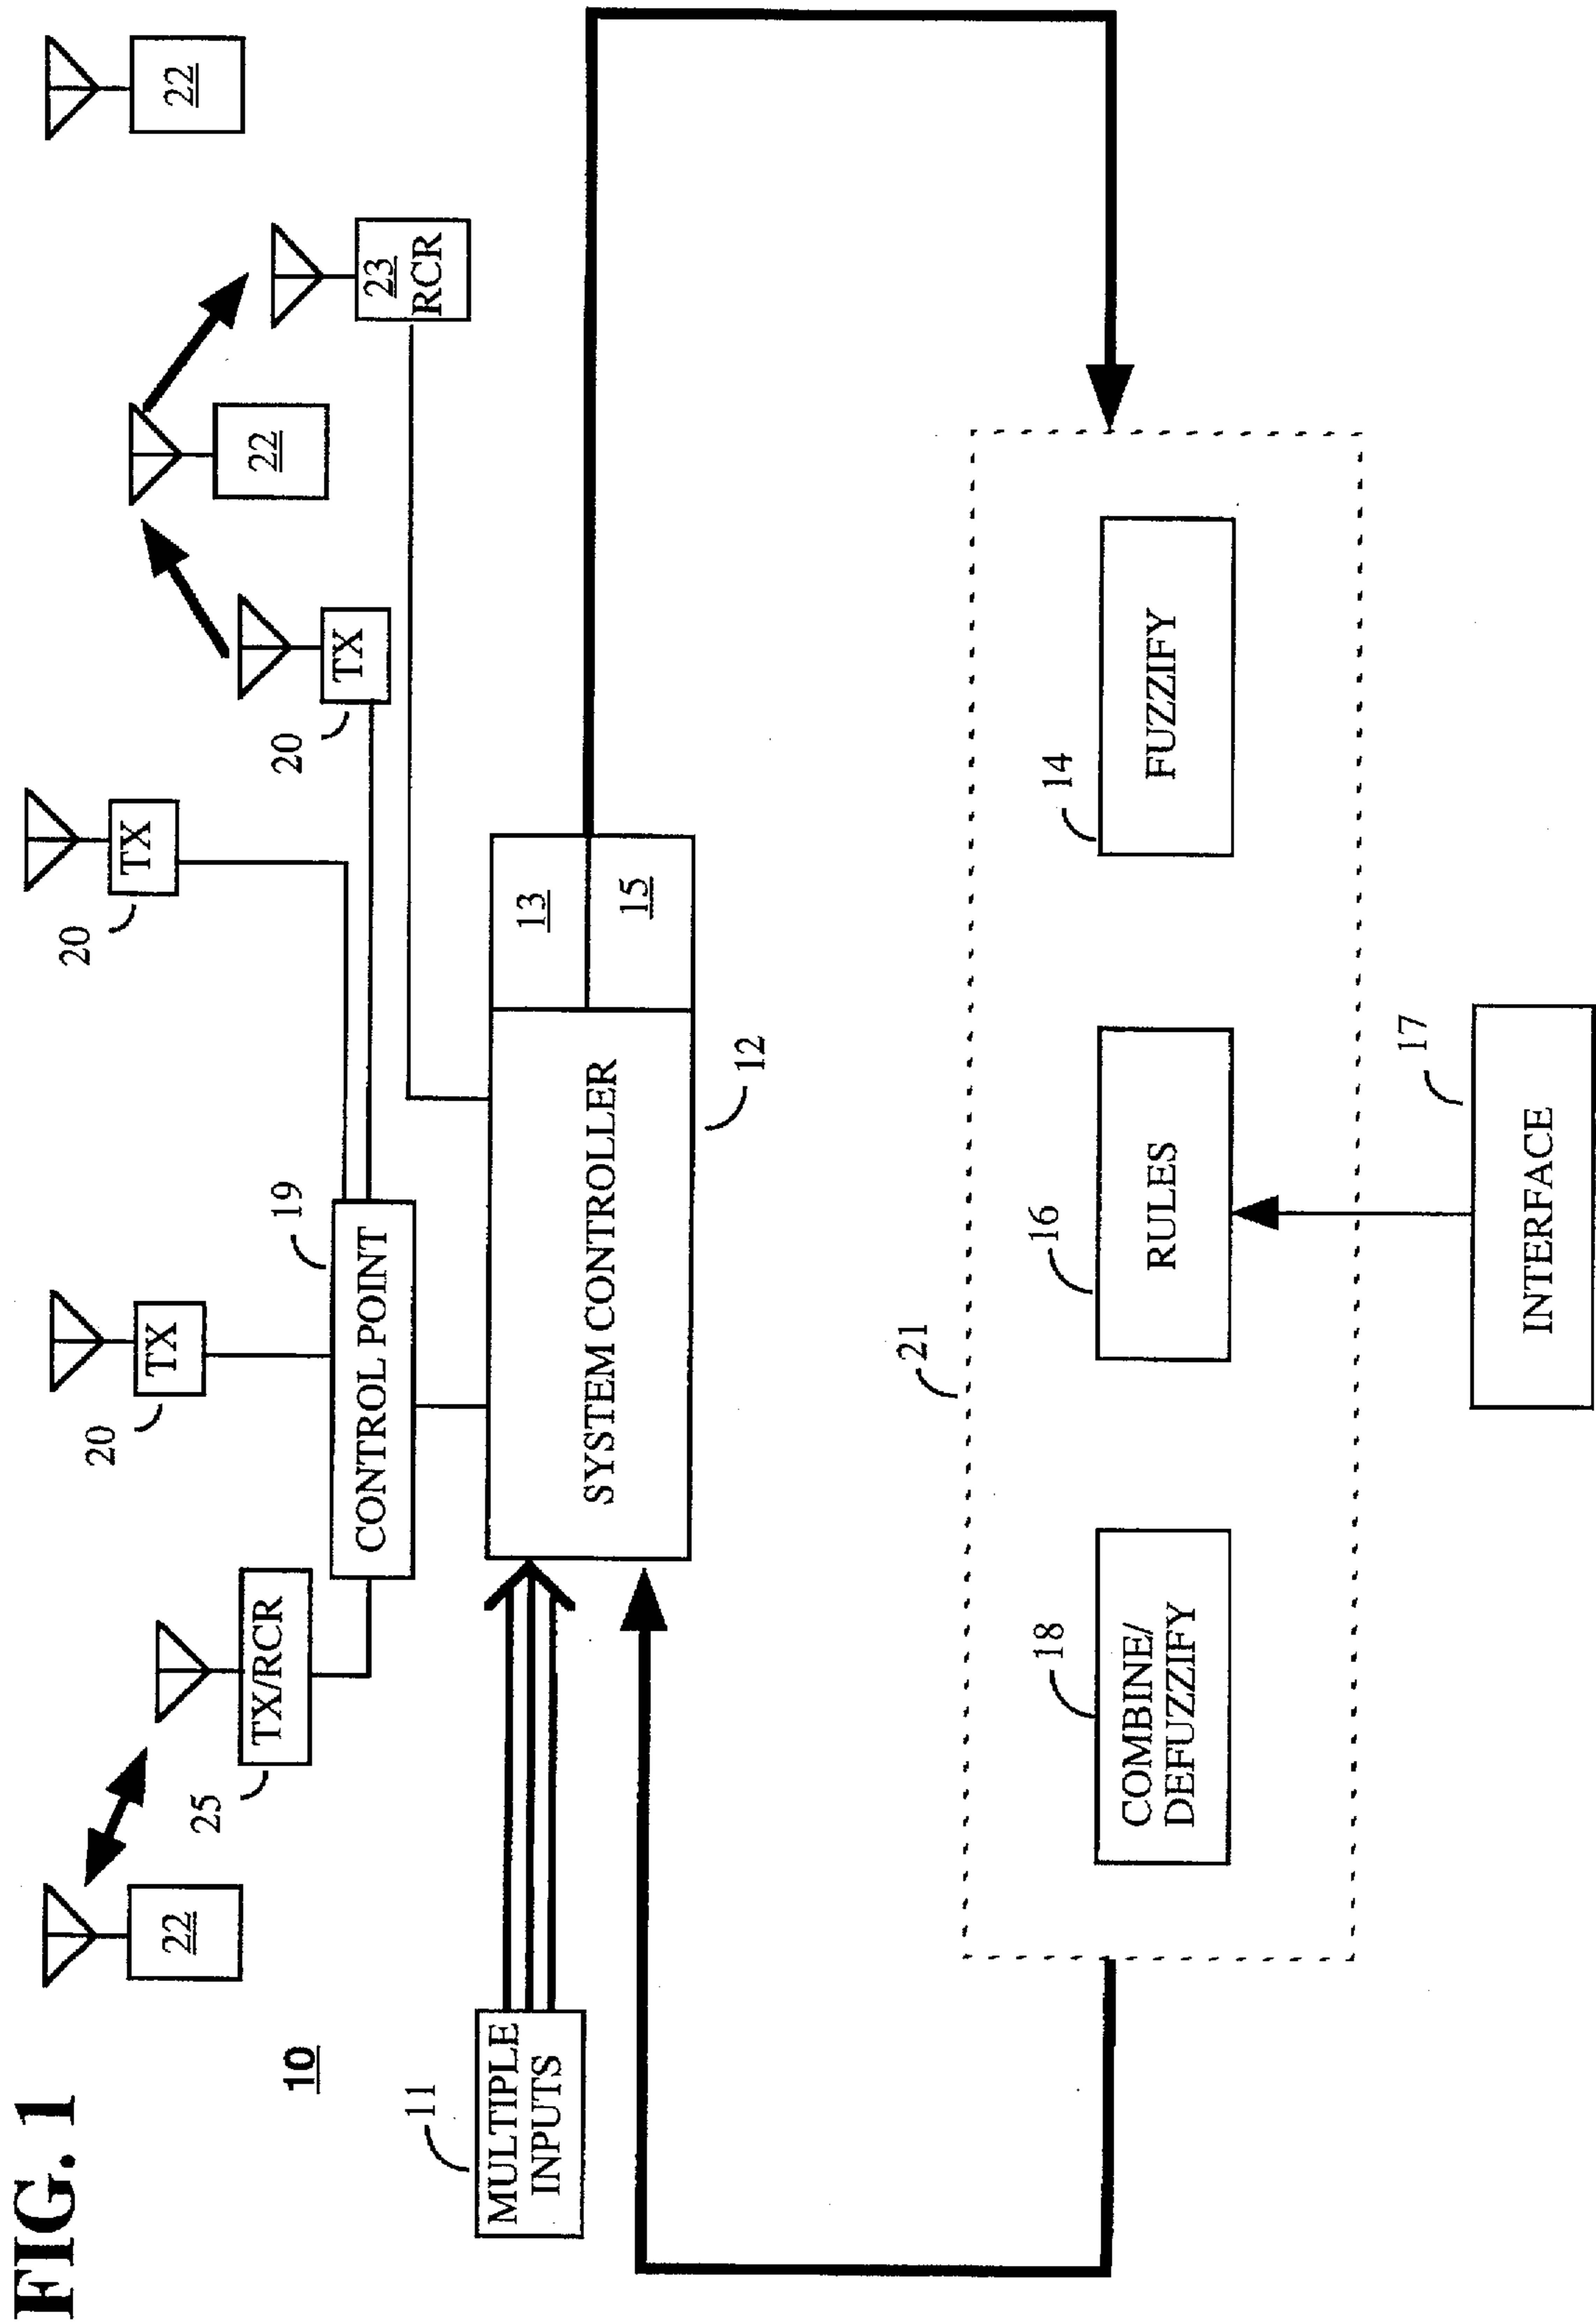 FIG. 1
10
22
25
TX/RCR
20
TX
20
TX
20
TX
22
23
RCR
22
19
CONTROL POINT
11
MULTIPLE
INPUTS
SYSTEM CONTROLLER
13
15
12
21
18
COMBINE/
DEFUZZIFY
16
RULES
14
FUZZIFY
17
INTERFACE